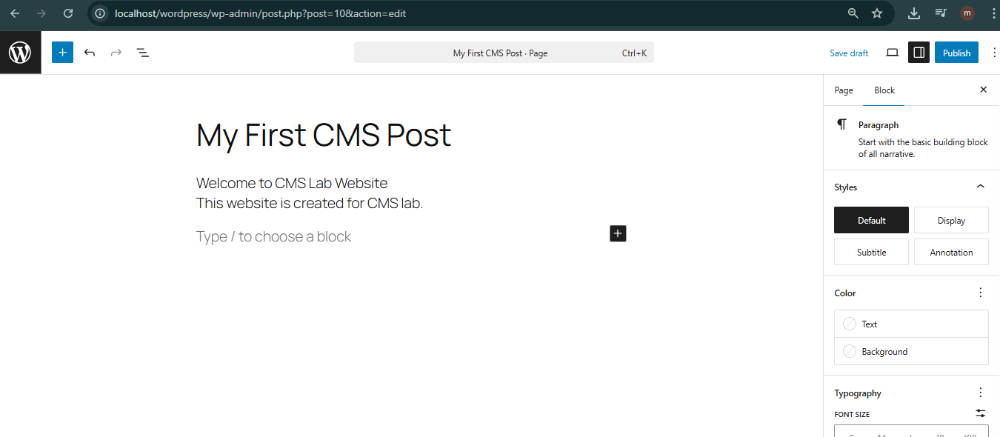 localhost/wordpress/wp-admin/post.php?post=10&action=edit
m
My First CMS Post · Page
Ctrl+K
Save draft
Publish
Page
Block
My First CMS Post
Paragraph
Start with the basic building block
of all narrative.
Welcome to CMS Lab Website
This website is created for CMS lab.
Type / to choose a block
Styles
Default
Display
Subtitle
Annotation
Color
Text
Background
Typography
FONT SIZE